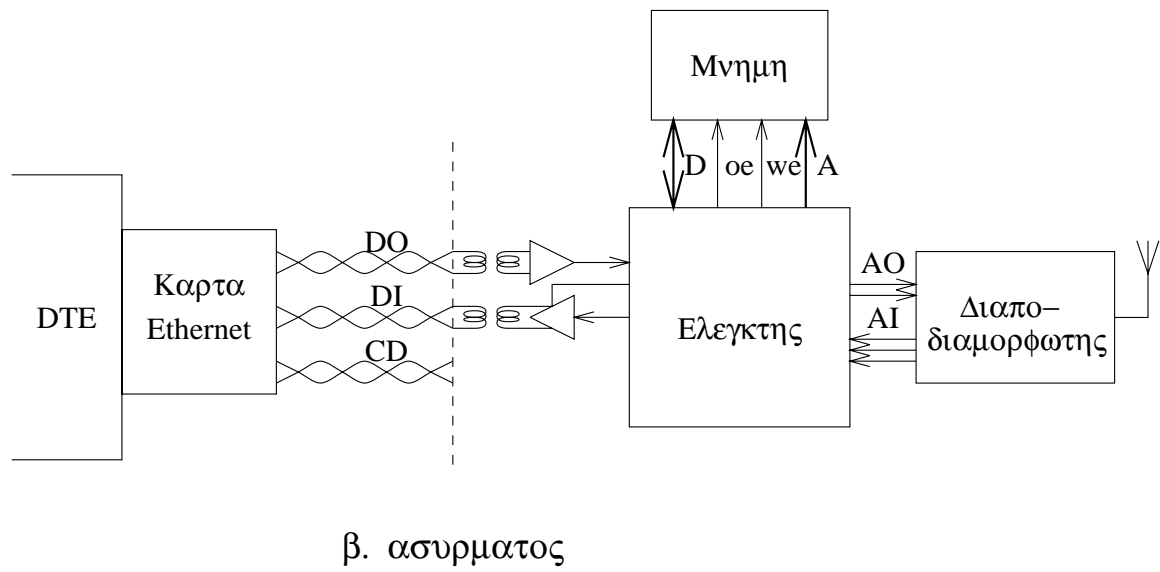 Μνημη
D oe we A
DO
DI
CD
DTE
Καρτα
Ethernet
Ελεγκτης
AO
AI
Διαπο–
διαμορφωτης
β. ασυρματος